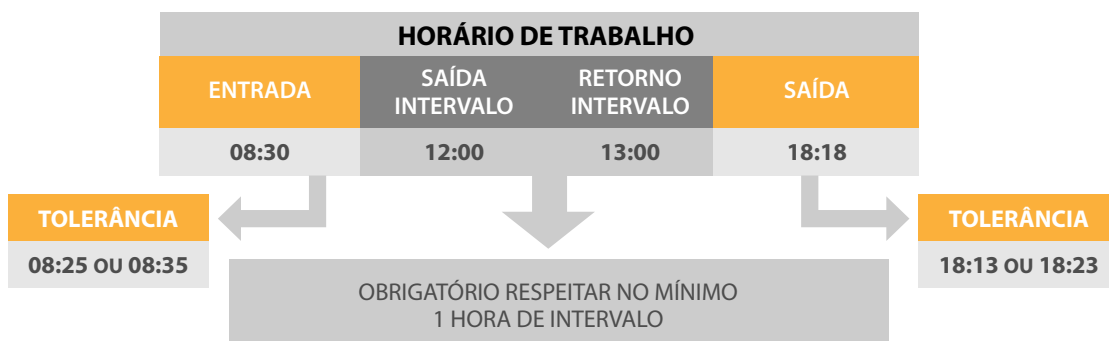 HORÁRIO DE TRABALHO
ENTRADA
SAÍDA
INTERVALO
RETORNO
INTERVALO
SAÍDA
08:30
12:00
13:00
18:18
TOLERÂNCIA
08:25 OU 08:35
TOLERÂNCIA
18:13 OU 18:23
OBRIGATÓRIO RESPEITAR NO MÍNIMO
1 HORA DE INTERVALO